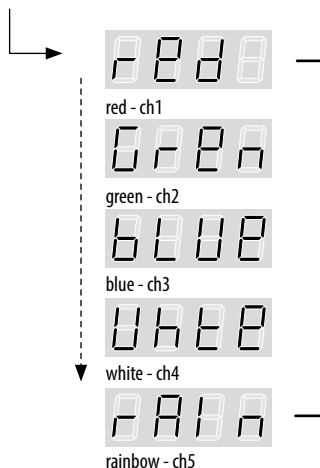 rEd
red - ch1
GrEn
green - ch2
bLUE
blue - ch3
UhtE
white - ch4
rAIn
rainbow - ch5